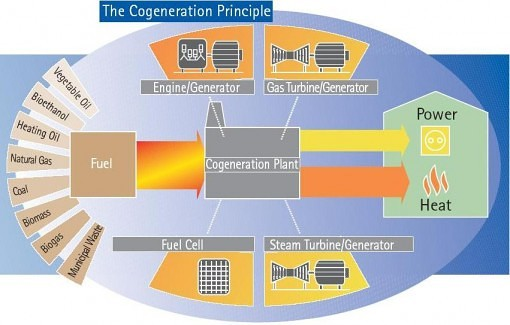 The Cogeneration Principle
Engine/Generator
Gas Turbine/Generator
Vegetable Oil
Bioethanol
Heating Oil
Natural Gas
Coal
Biomass
Biogas
Municipal Waste
Fuel
Cogeneration Plant
Power
Heat
Fuel Cell
Steam Turbine/Generator